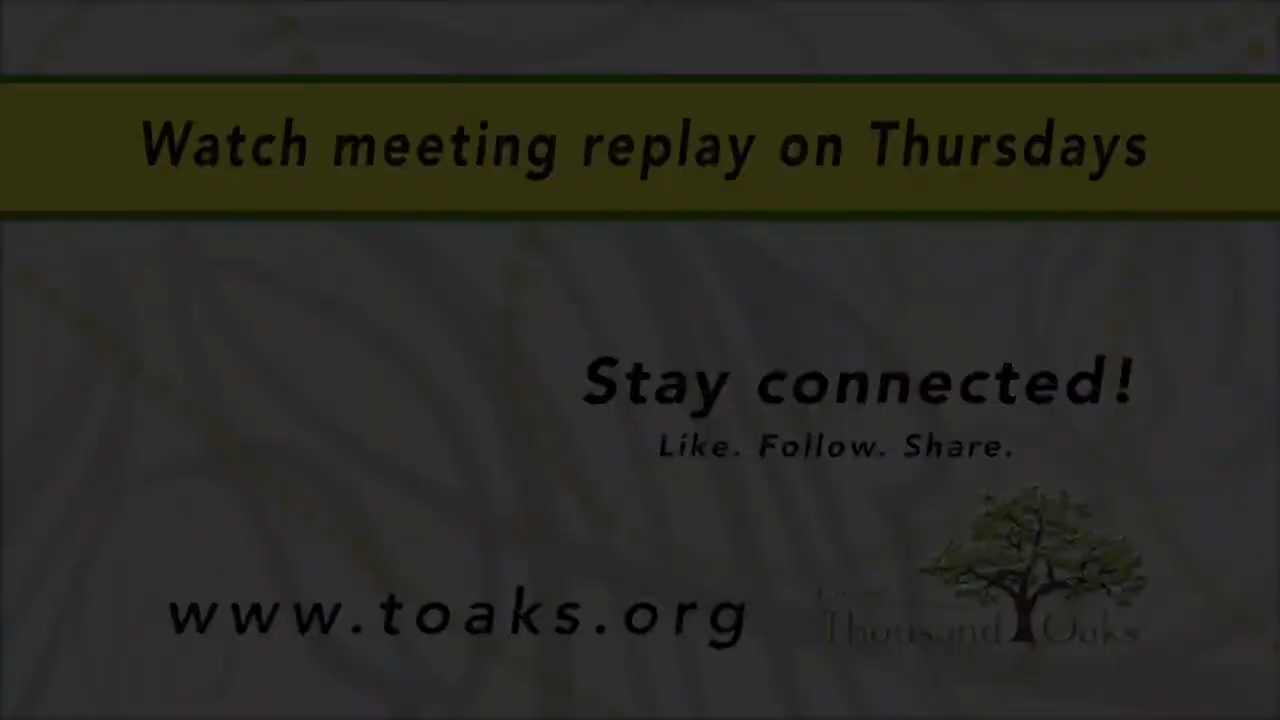 Watch meeting replay on Thursdays
Stay connected!
Like. Follow. Share.
www.toaks.org
Thousand Oaks